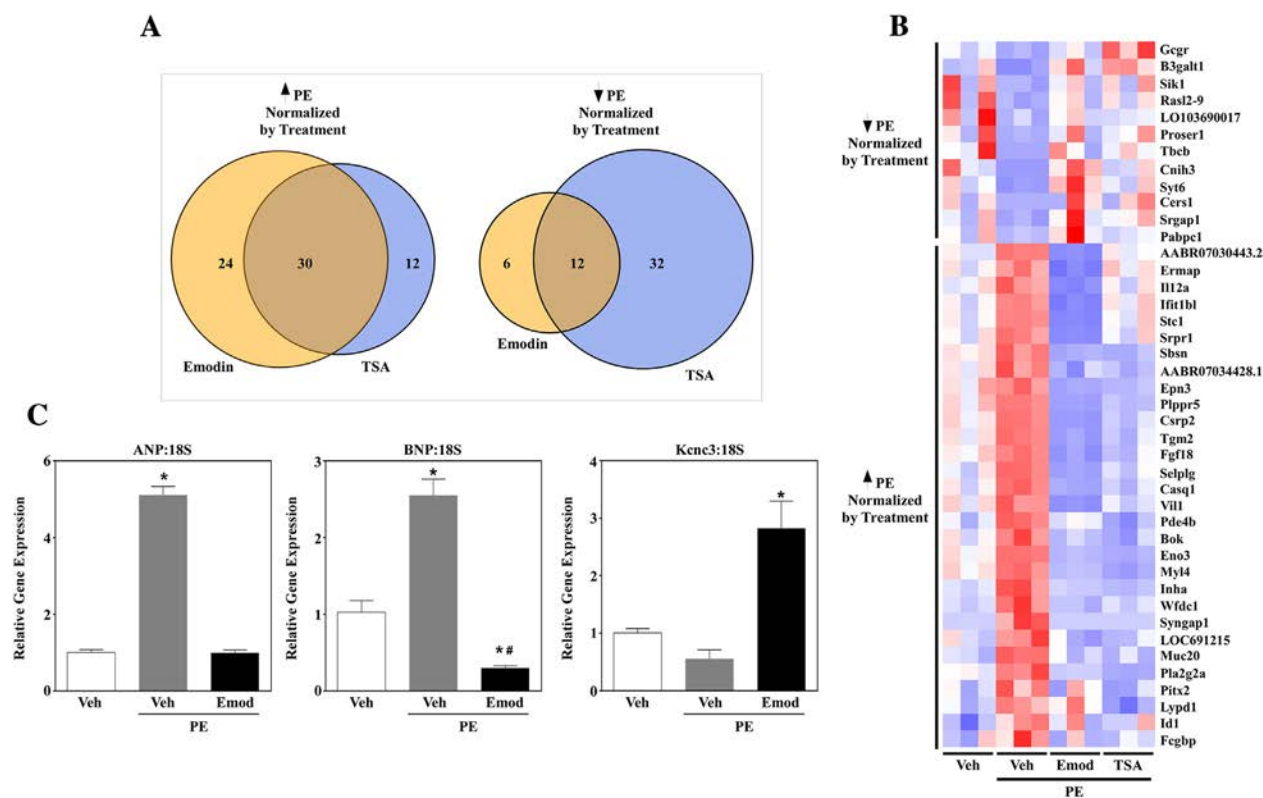 A
PE
Normalized
by Treatment
24
30
12
Emodin
TSA
PE
Normalized
by Treatment
6
12
32
Emodin
TSA
B
PE
Normalized
by Treatment
PE
Normalized
by Treatment
Gcgr
B3galt1
Sik1
Rasl2-9
LO103690017
Proser1
Tbcb
Cnih3
Syt6
Cers1
Srgap1
Pabpc1
AABR07030443.2
Ermap
Il12a
Ifit1bl
Stc1
Srpr1
Sbsn
AABR07034428.1
Epn3
Plppr5
Csrp2
Tgm2
Fgf18
Selplg
Casq1
Vil1
Pde4b
Bok
Eno3
Myl4
Inha
Wfdc1
Syngap1
LOC691215
Muc20
Pla2g2a
Pitx2
Lypd1
Id1
Fcgbp
Veh
Veh
Emod
TSA
PE
C
ANP:18S
Relative Gene Expression
6
4
2
0
*
Veh
Veh
Emod
PE
BNP:18S
Relative Gene Expression
3
2
1
0
*
* #
Veh
Veh
Emod
PE
Kcnc3:18S
Relative Gene Expression
4
3
2
1
0
*
Veh
Veh
Emod
PE